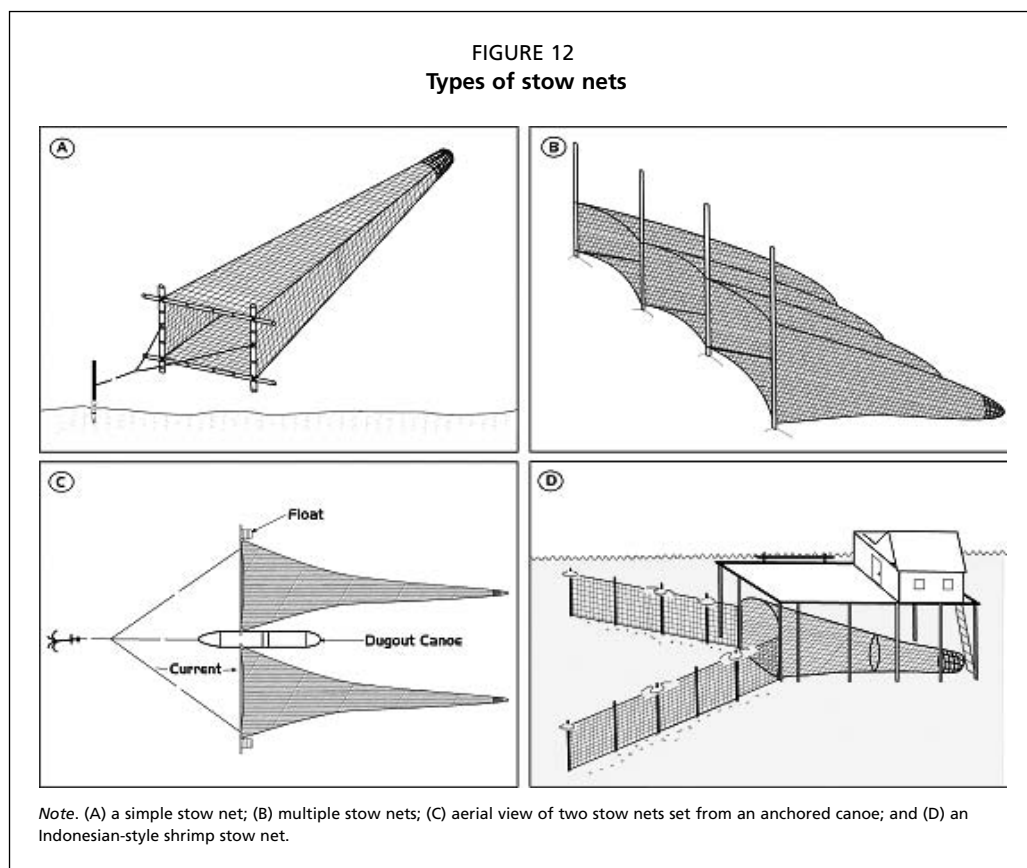 FIGURE 12
Types of stow nets
A
B
C
Float
Dugout Canoe
Current
D
Note. (A) a simple stow net; (B) multiple stow nets; (C) aerial view of two stow nets set from an anchored canoe; and (D) an
Indonesian-style shrimp stow net.